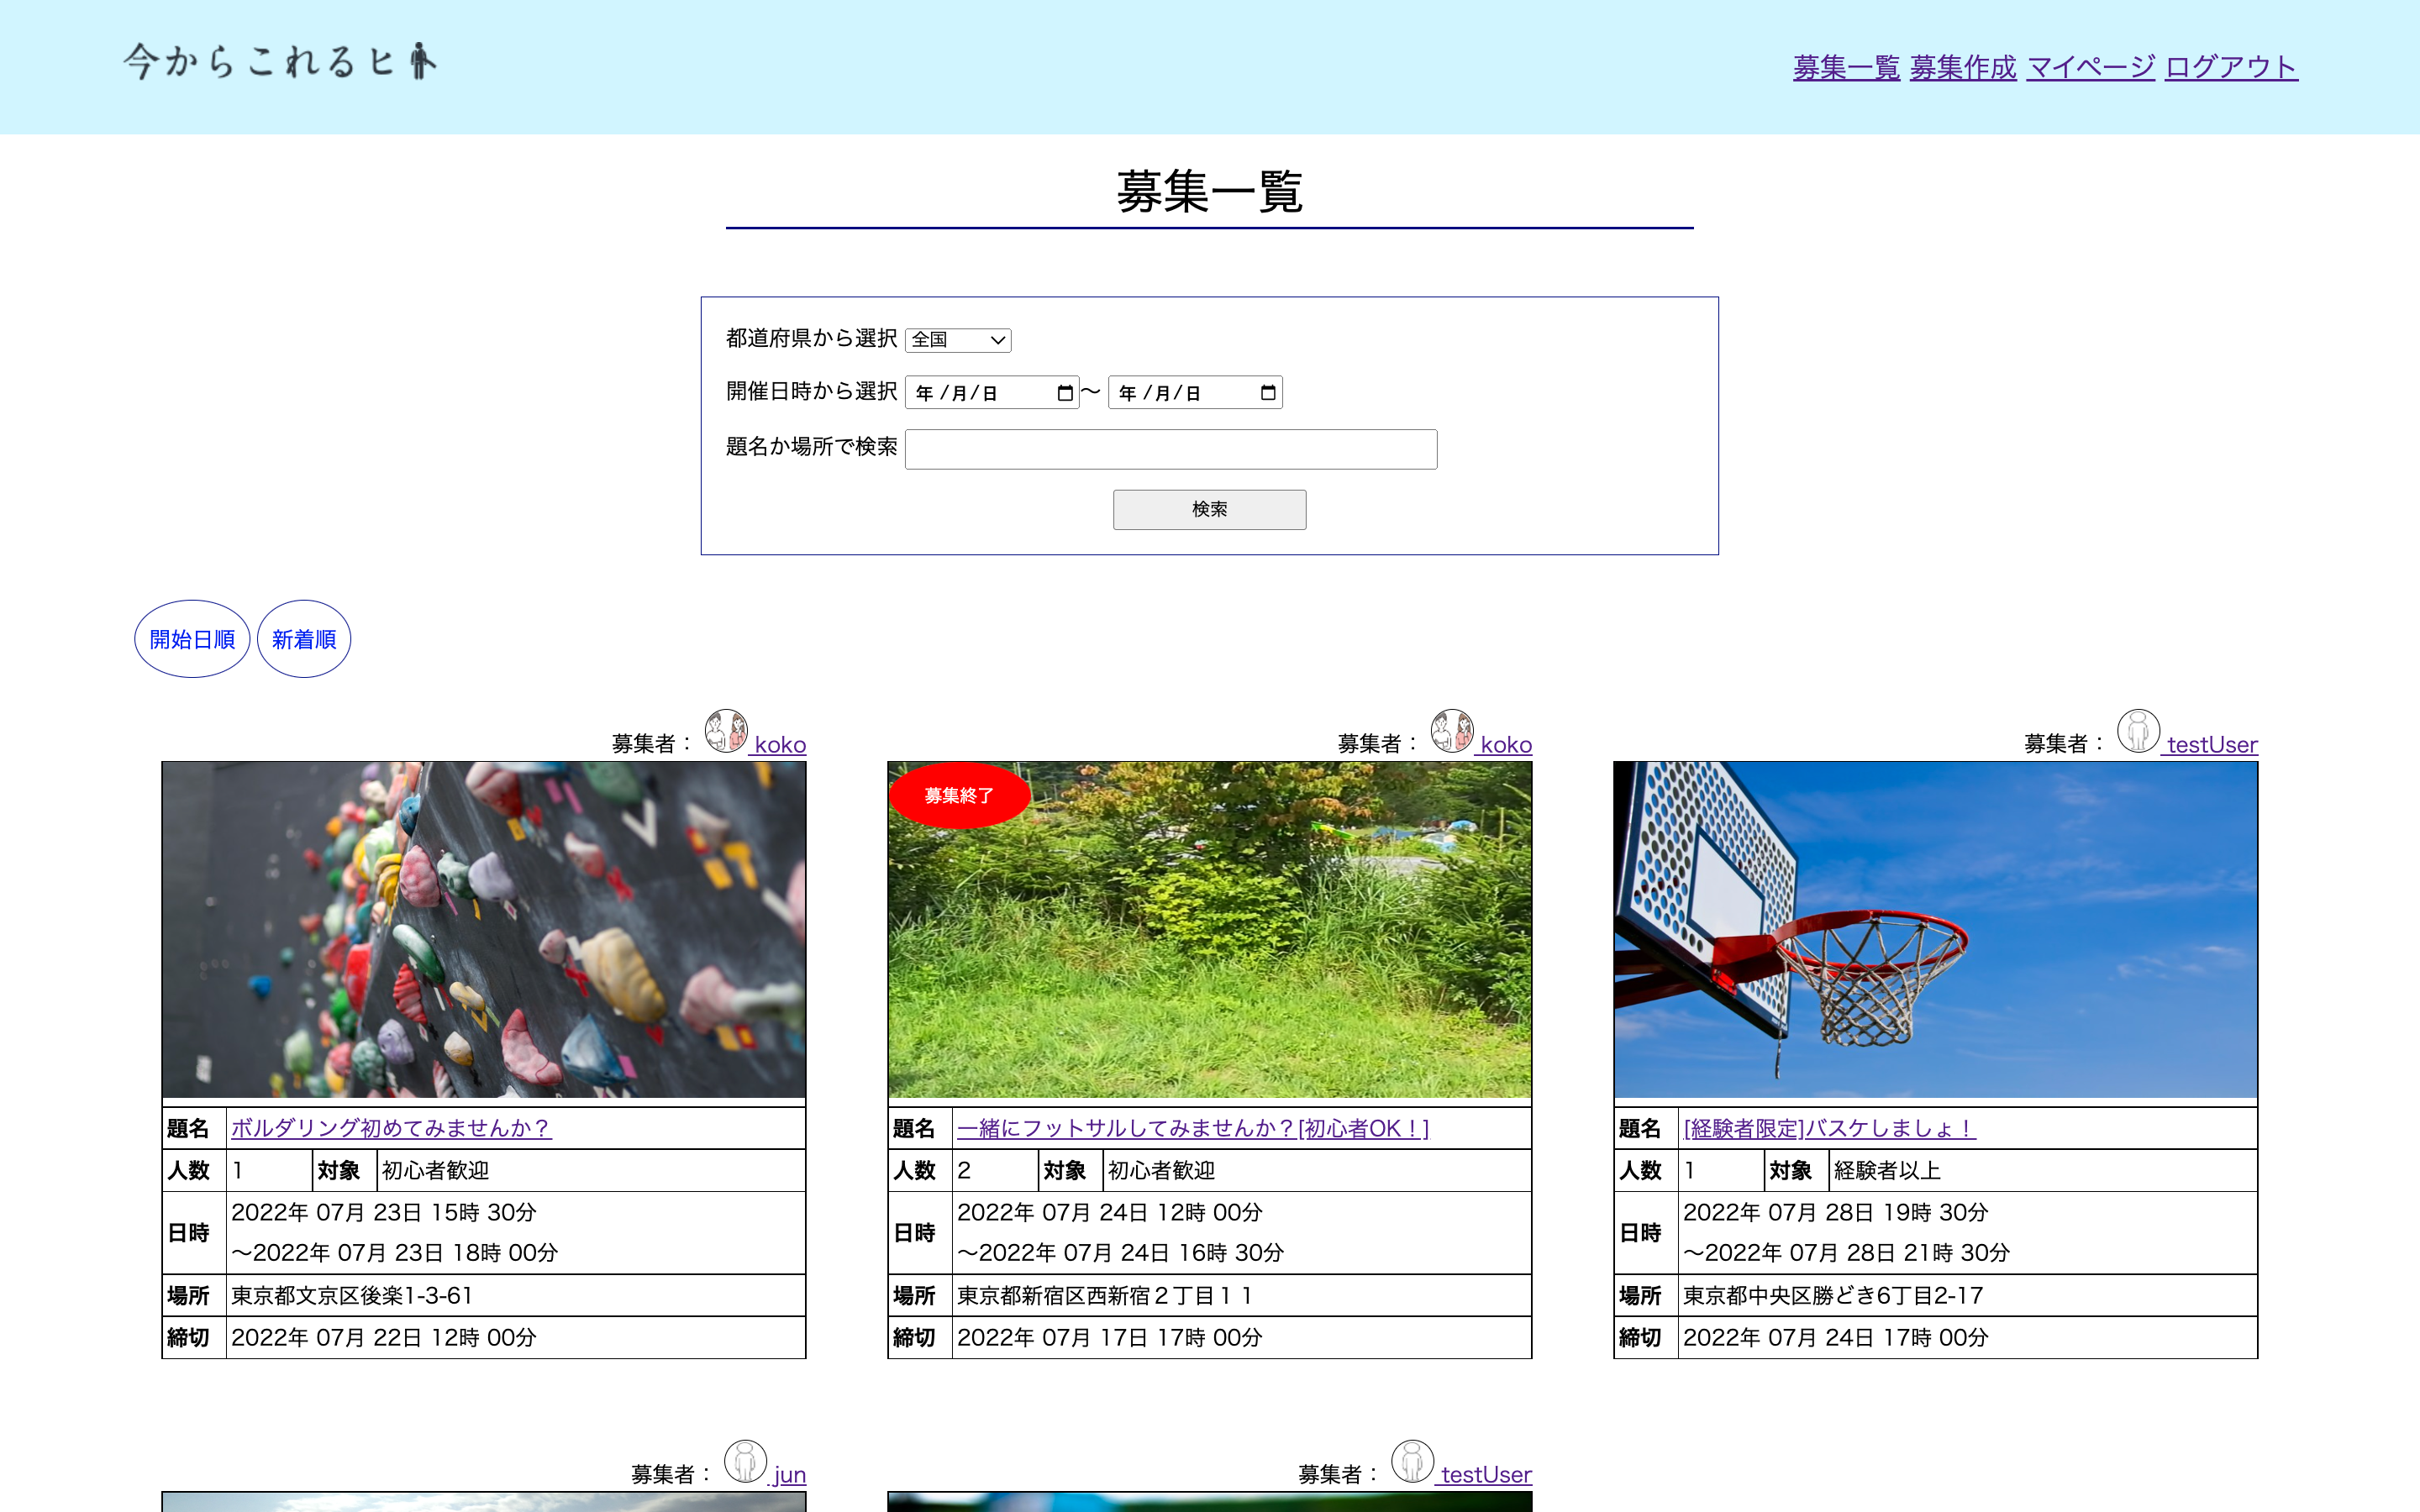 今からこれるヒト
募集一覧 募集作成 マイページ ログアウト
募集一覧
都道府県から選択 全国
開催日時から選択 年 /月/日 〜 年 /月/日
題名か場所で検索
検索
開始日順 新着順
募集者： koko
題名 ボルダリング初めてみませんか？
人数 1 対象 初心者歓迎
日時 2022年 07月 23日 15時 30分
〜2022年 07月 23日 18時 00分
場所 東京都文京区後楽1-3-61
締切 2022年 07月 22日 12時 00分
募集者： koko
募集終了
題名 一緒にフットサルしてみませんか？[初心者OK！]
人数 2 対象 初心者歓迎
日時 2022年 07月 24日 12時 00分
〜2022年 07月 24日 16時 30分
場所 東京都新宿区西新宿２丁目１１
締切 2022年 07月 17日 17時 00分
募集者： testUser
題名 [経験者限定]バスケしましょ！
人数 1 対象 経験者以上
日時 2022年 07月 28日 19時 30分
〜2022年 07月 28日 21時 30分
場所 東京都中央区勝どき6丁目2-17
締切 2022年 07月 24日 17時 00分
募集者： jun
募集者： testUser